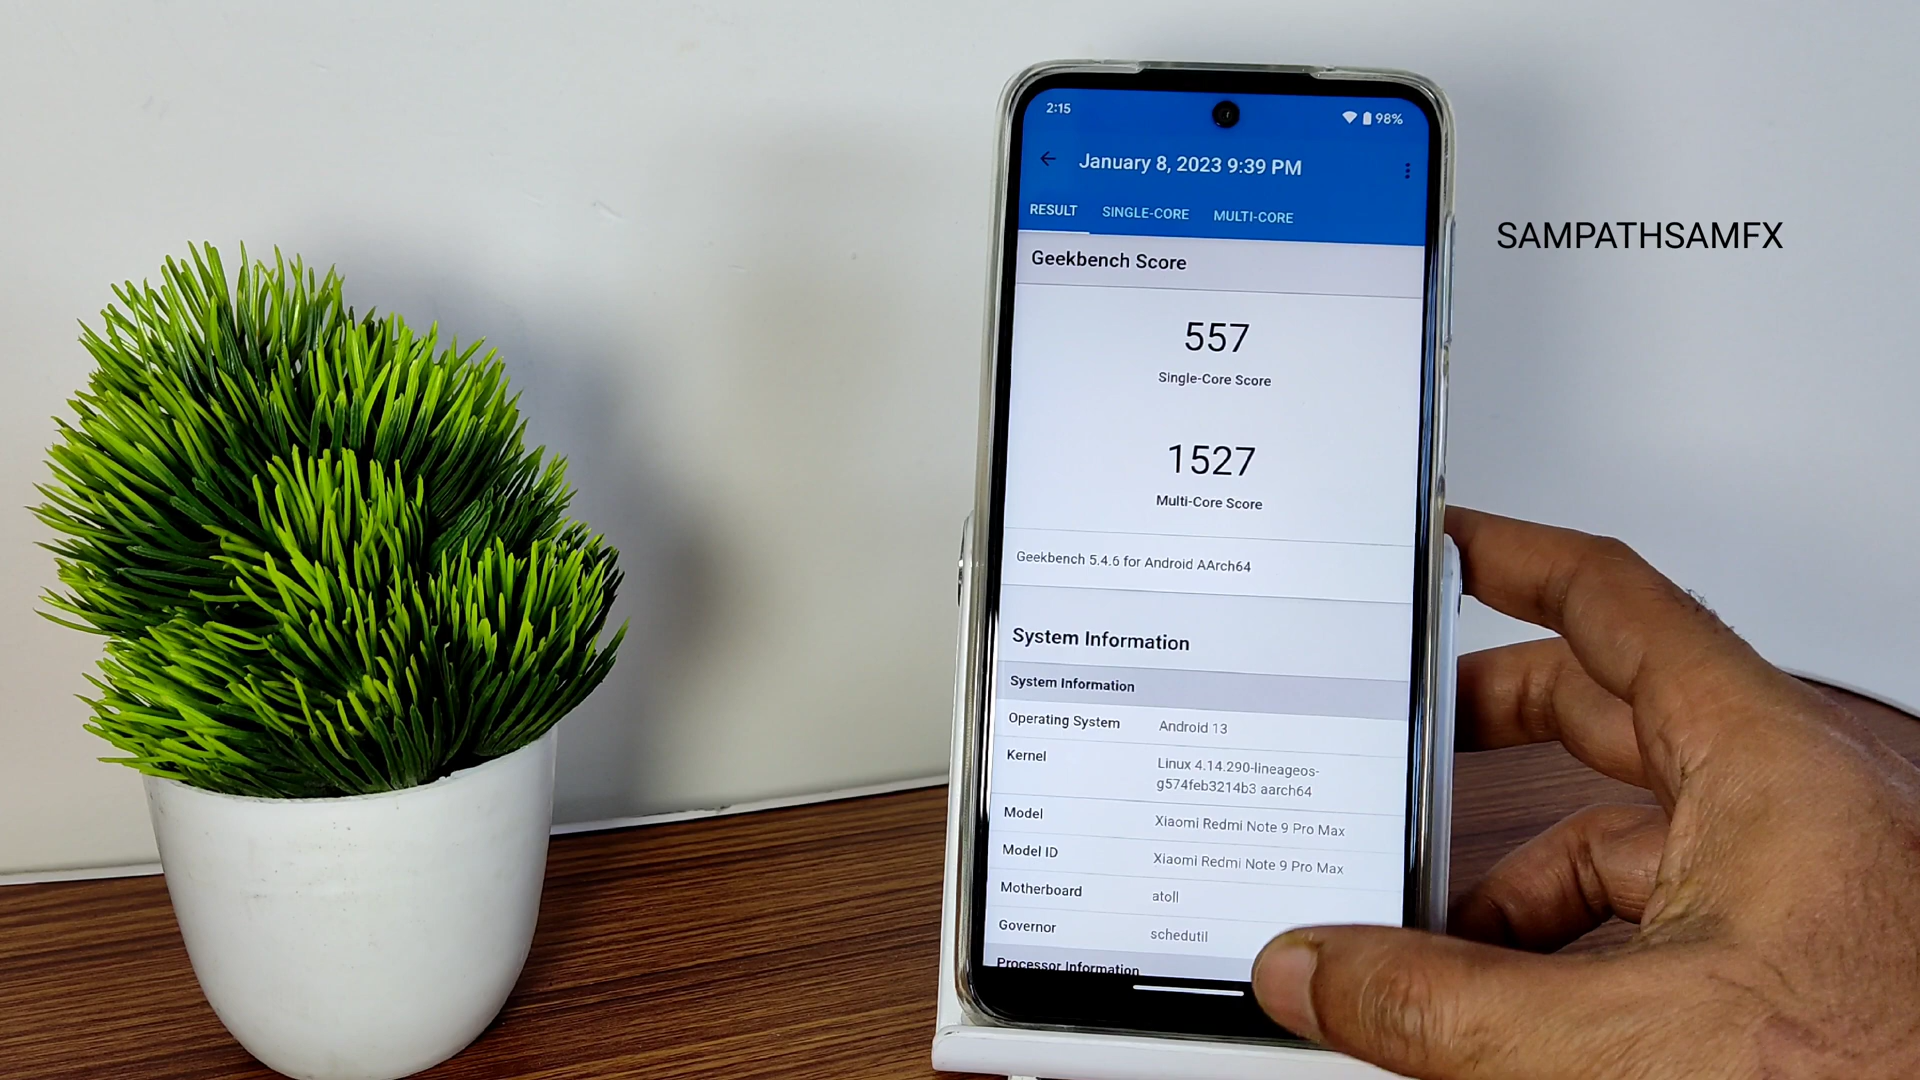 2:15
98%
January 8, 2023 9:39 PM
RESULT SINGLE-CORE MULTI-CORE
Geekbench Score
557
Single-Core Score
1527
Multi-Core Score
Geekbench 5.4.6 for Android AArch64
System Information
System Information
Operating System Android 13
Kernel Linux 4.14.290-lineageos-
g574feb3214b3 aarch64
Model Xiaomi Redmi Note 9 Pro Max
Model ID Xiaomi Redmi Note 9 Pro Max
Motherboard atoll
Governor schedutil
Processor Information
SAMPATHSAMFX